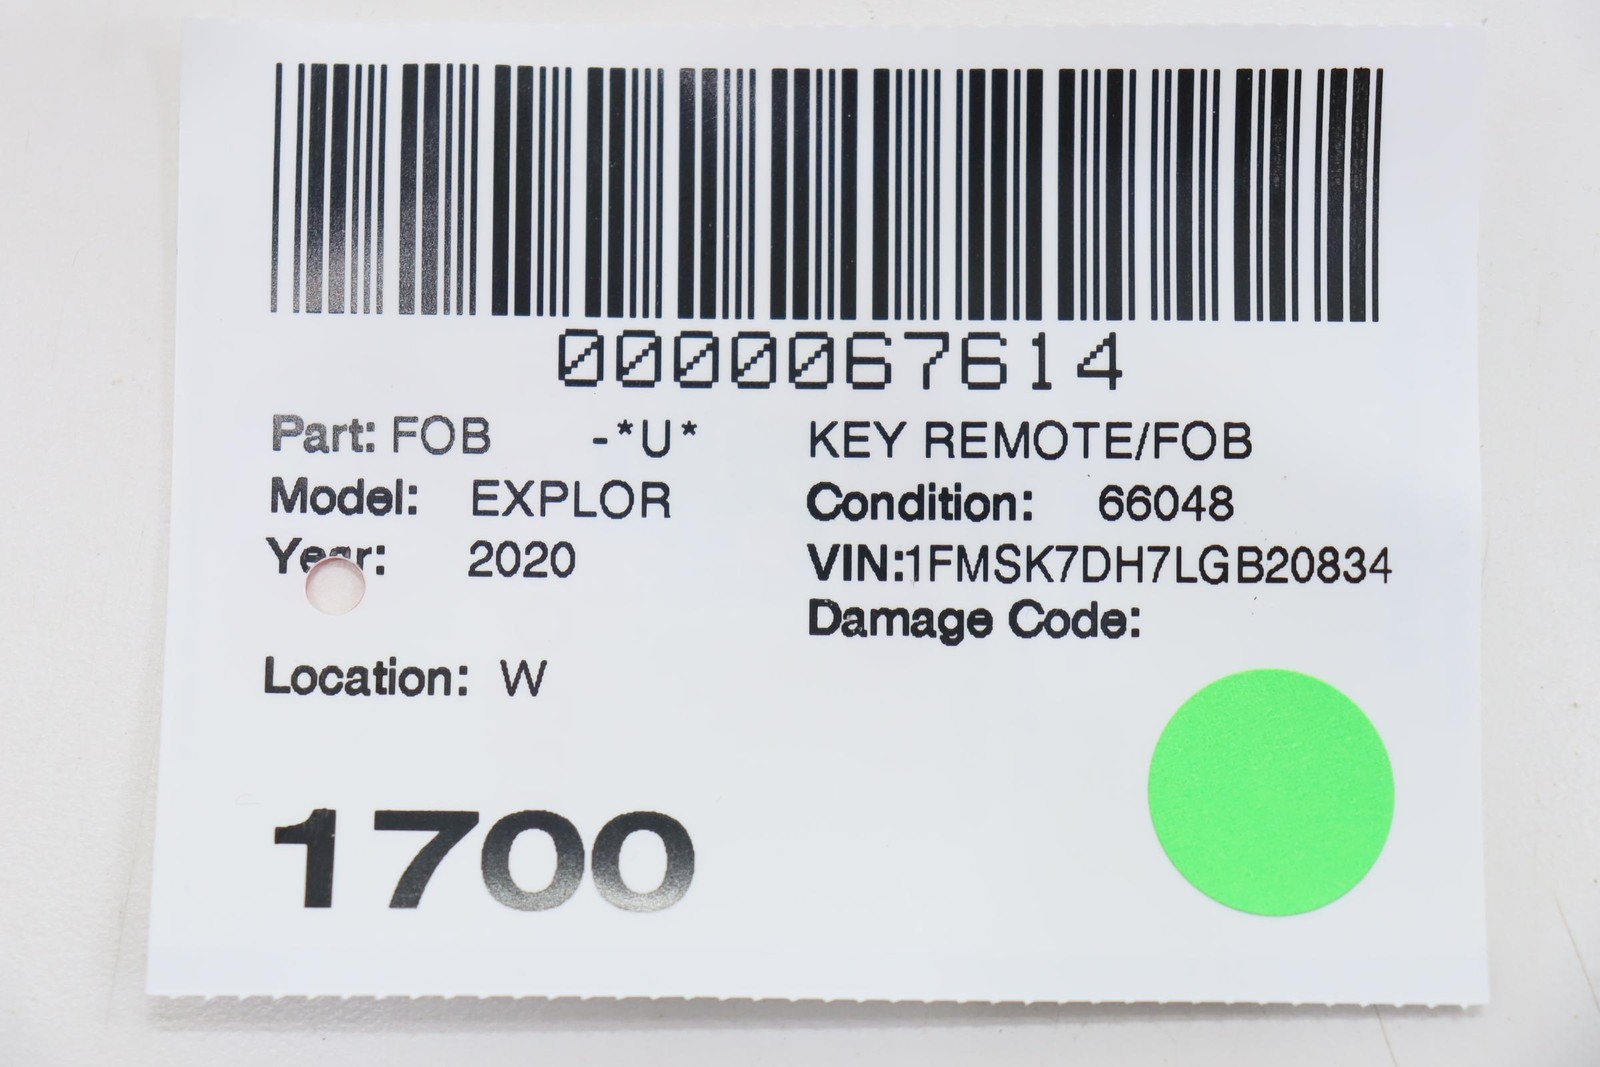 0000067614
Part: FOB -*U* KEY REMOTE/FOB
Model: EXPLOR Condition: 66048
Year: 2020 VIN:1FMSK7DH7LGB20834
Damage Code:
Location: W
1700